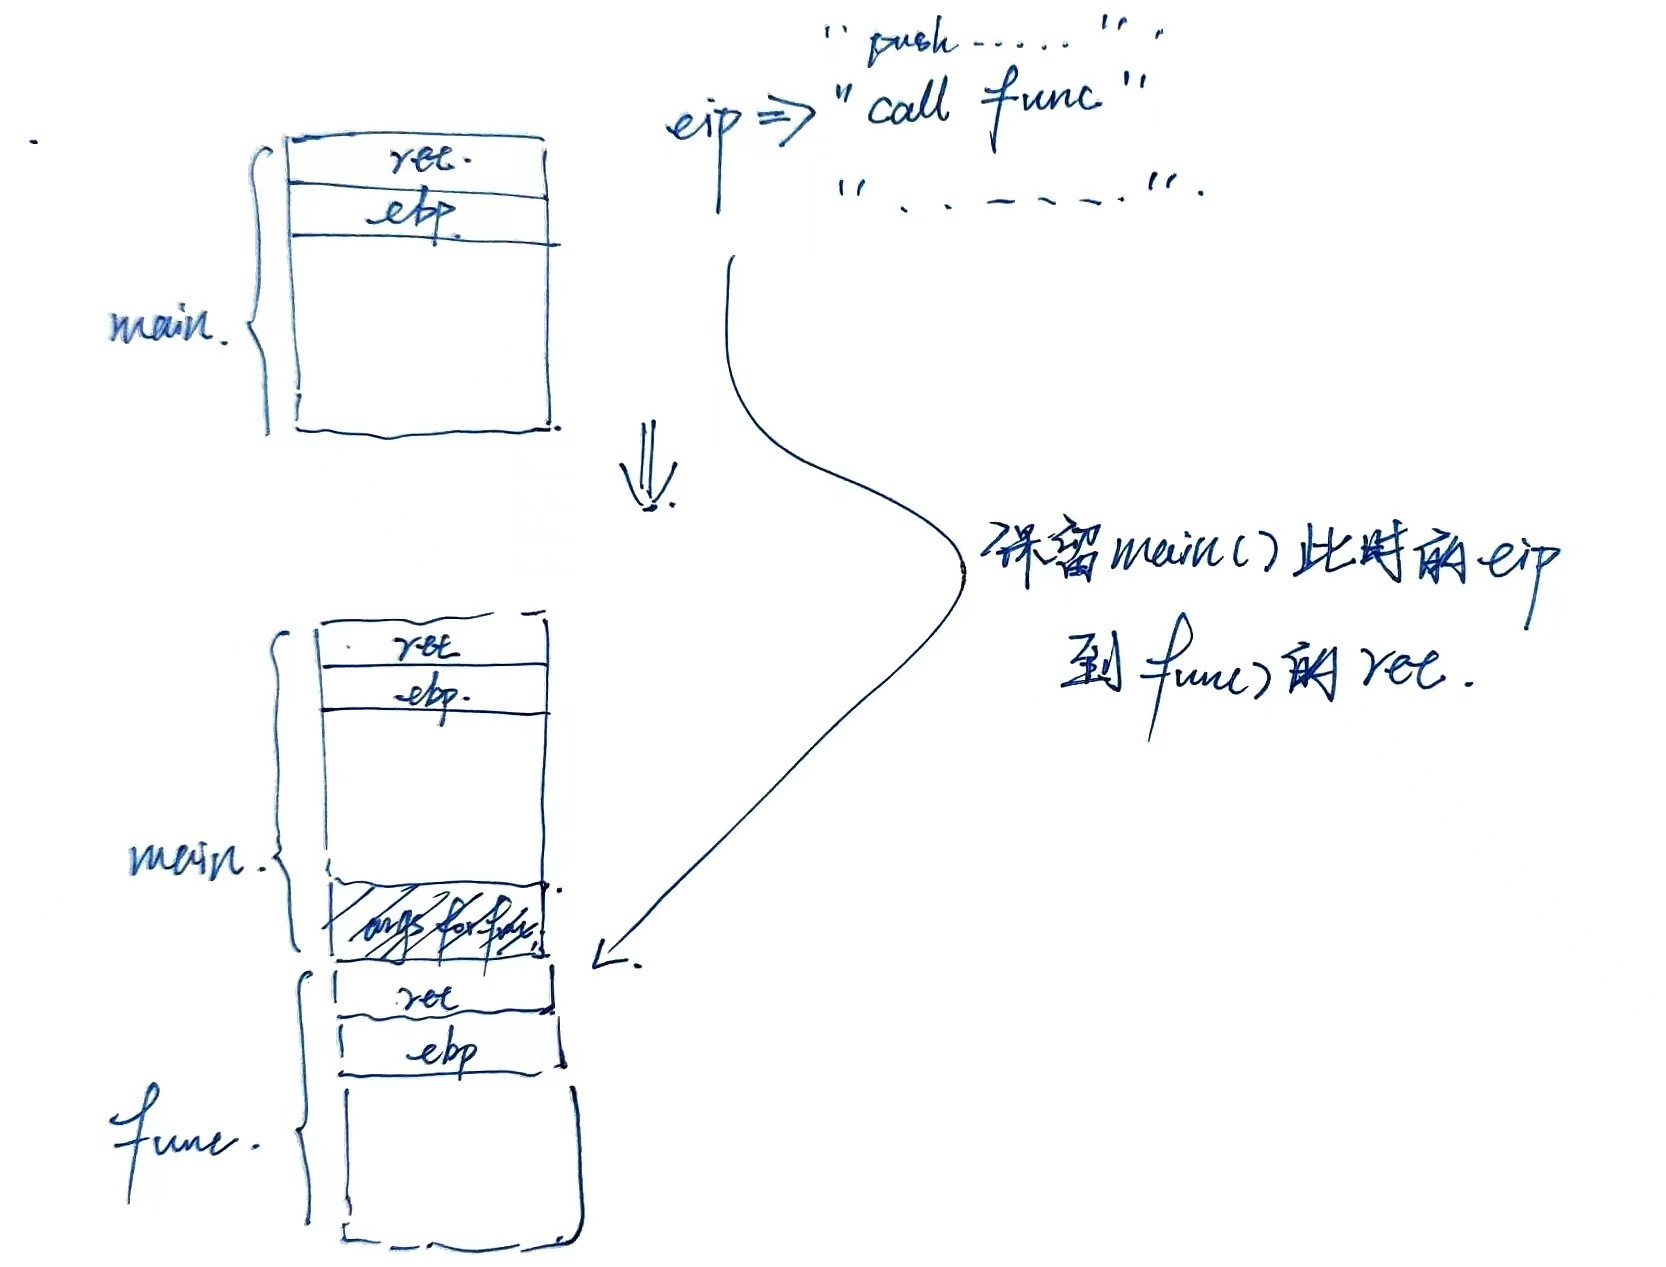 "push ....." .
eip => "call func"
". . - - - ." .
ret.
ebp.
main.
保留main()此时的eip
到func)的ret.
ret
ebp.
main.
args for func.
ret
ebp
func.